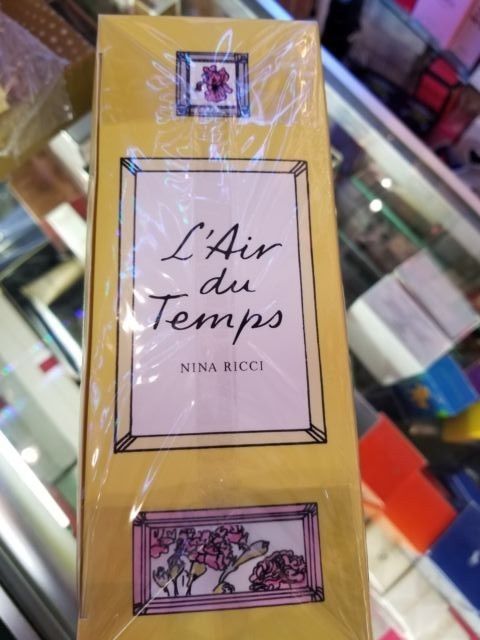 L'Air
du
Temps
NINA RICCI